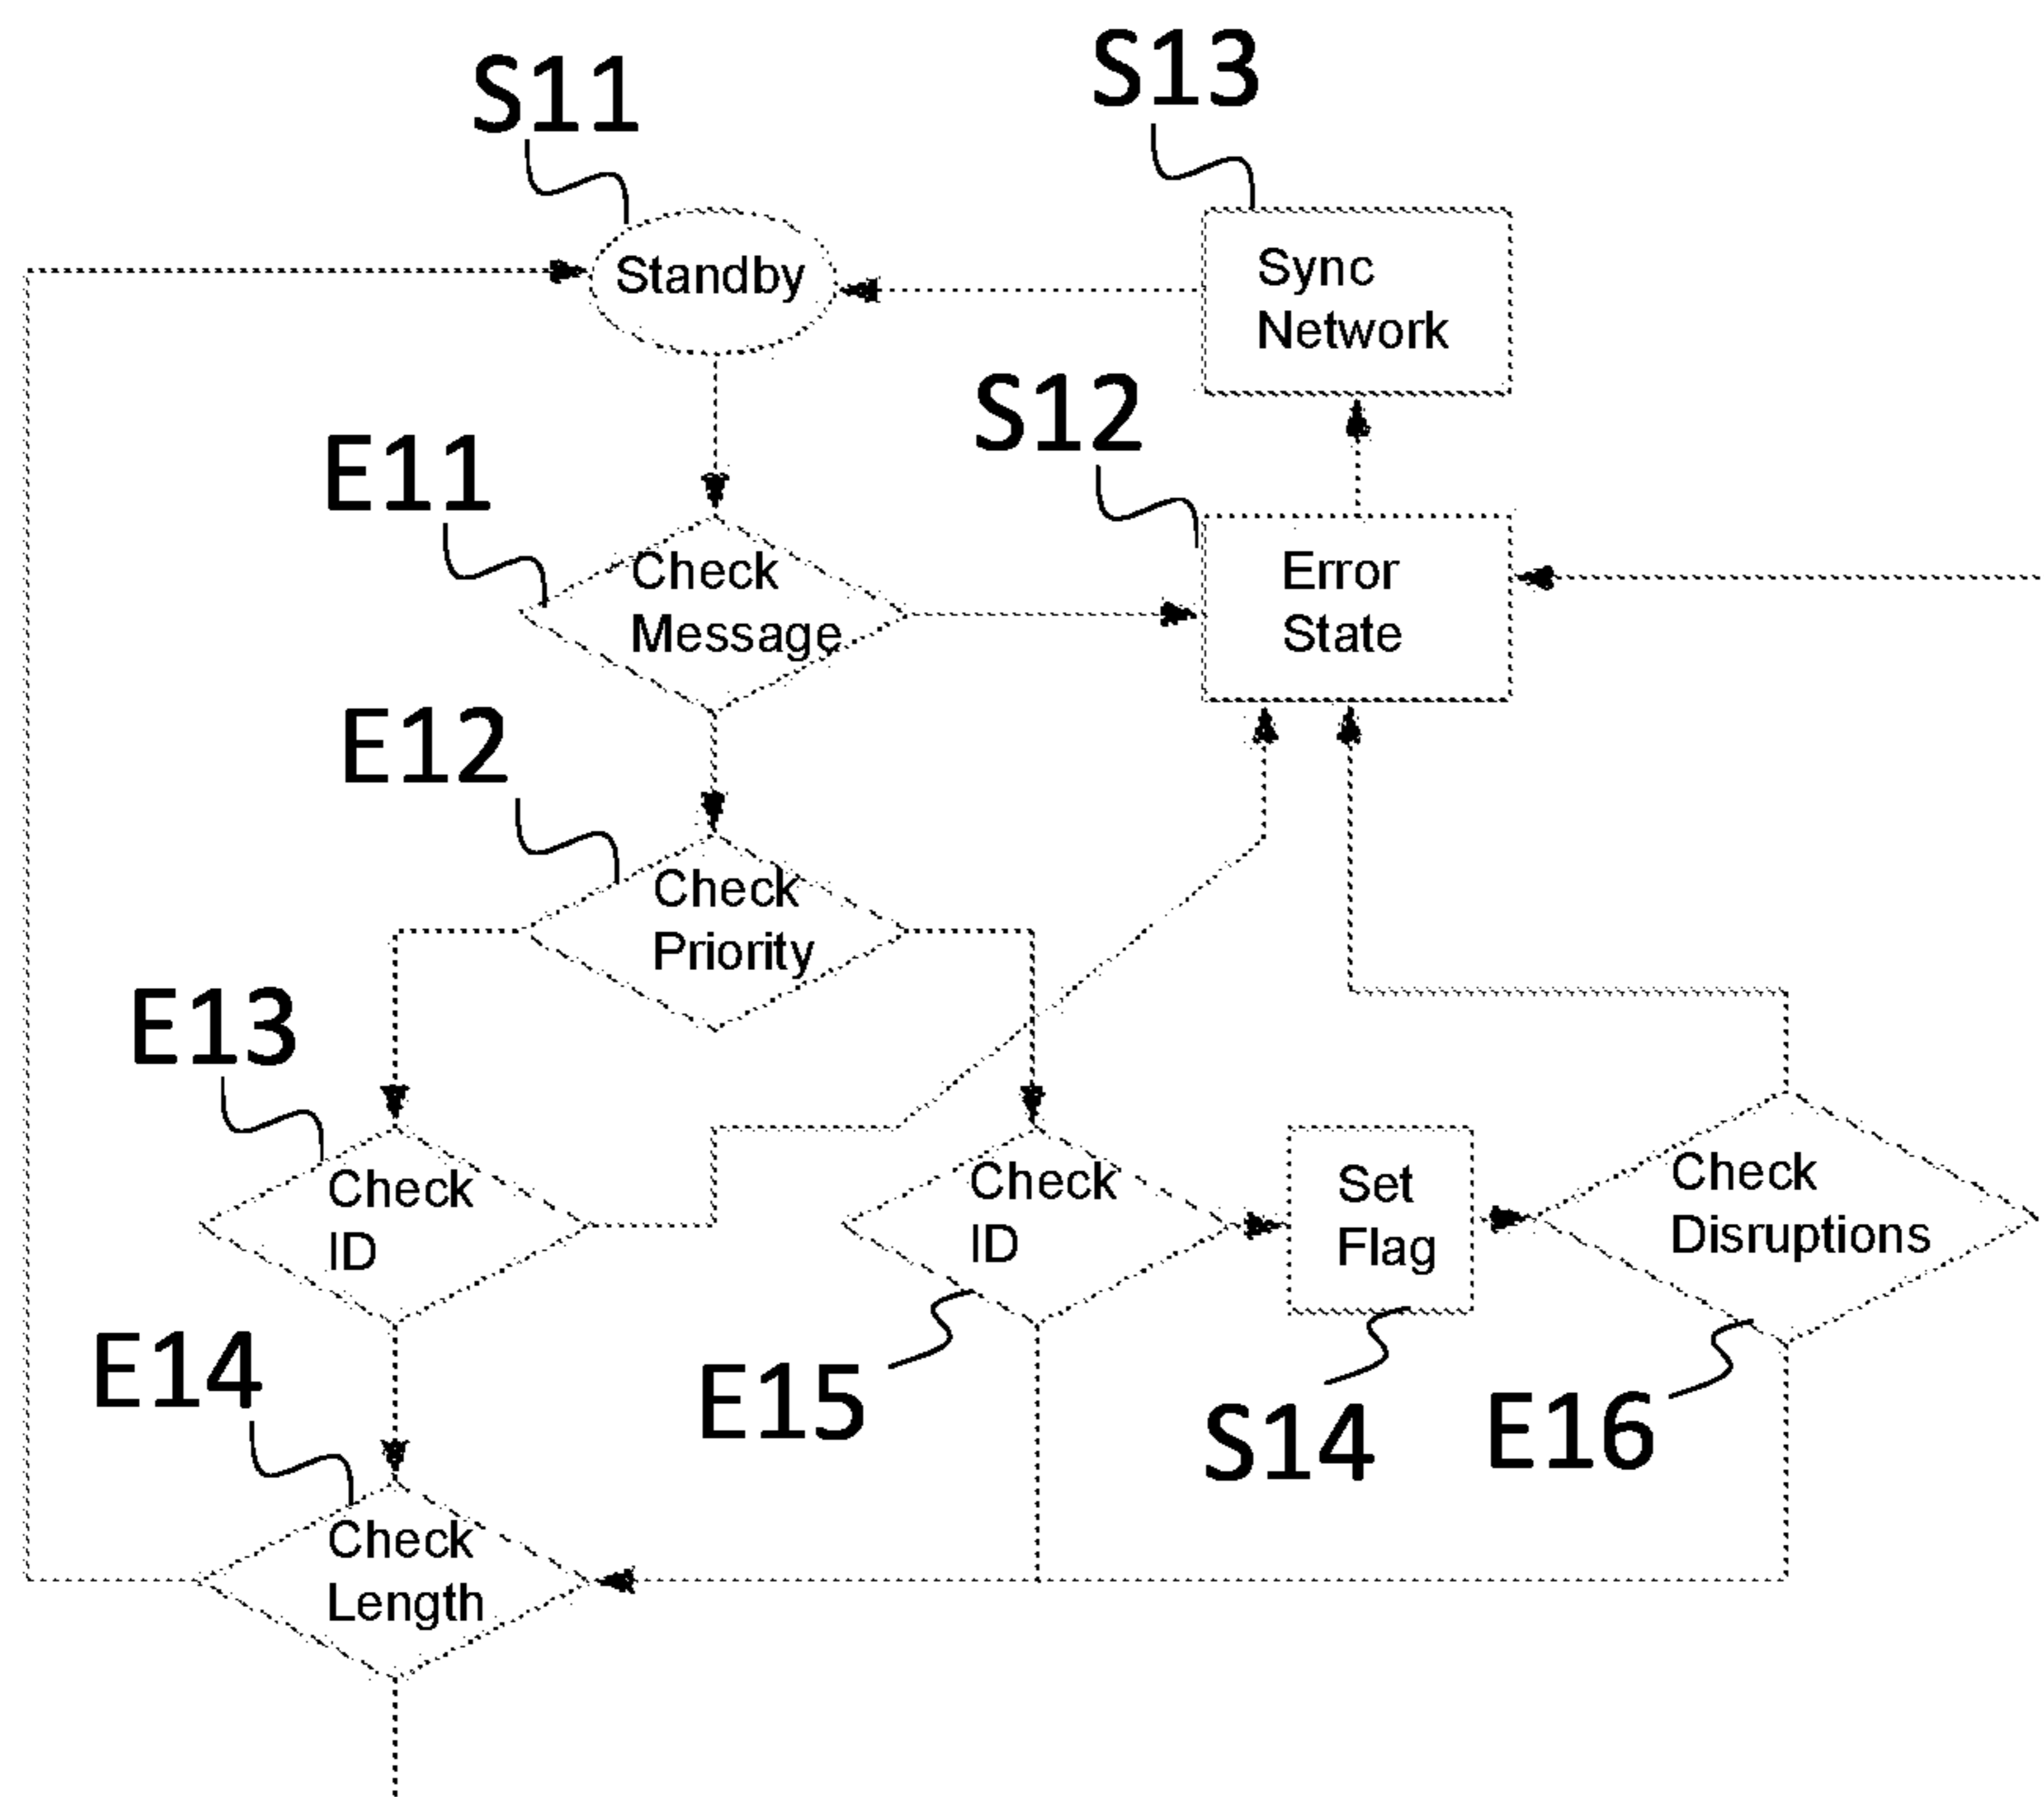 S13
S11
Sync
Network
Standby
S12
E11
Check
Message
Error
State
E12
Check
Priority
E13
Check
ID
Check
ID
Set
Flag
Check
Disruptions
E14
E15
S14
E16
Check
Length